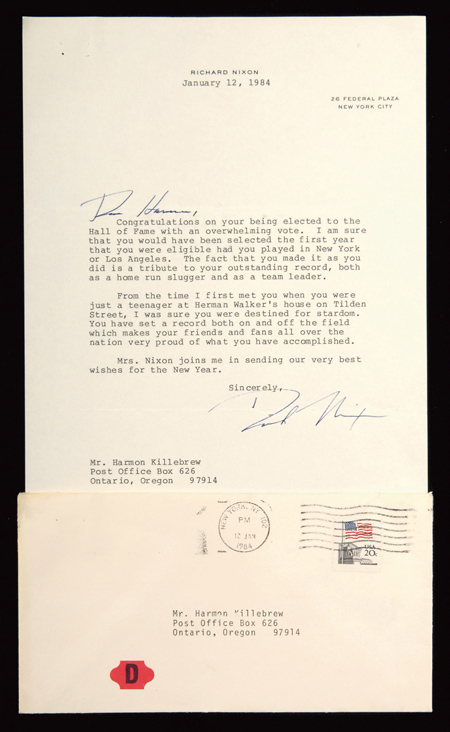 RICHARD NIXON
January 12, 1984
26 FEDERAL PLAZA
NEW YORK CITY
Dear Harmon,
Congratulations on your being elected to the
Hall of Fame with an overwhelming vote.  I am sure
that you would have been selected the first year
that you were eligible had you played in New York
or Los Angeles.  The fact that you made it as you
did is a tribute to your outstanding record, both
as a home run slugger and as a team leader.
From the time I first met you when you were
just a teenager at Herman Walker's house on Tilden
Street, I was sure you were destined for stardom.
You have set a record both on and off the field
which makes your friends and fans all over the
nation very proud of what you have accomplished.
Mrs. Nixon joins me in sending our very best
wishes for the New Year.
Sincerely,
Dick Nixon
Mr. Harmon Killebrew
Post Office Box 626
Ontario, Oregon   97914
NEW YORK, NY
PM
1984
USA
20c
Mr. Harmon Killebrew
Post Office Box 626
Ontario, Oregon   97914
D